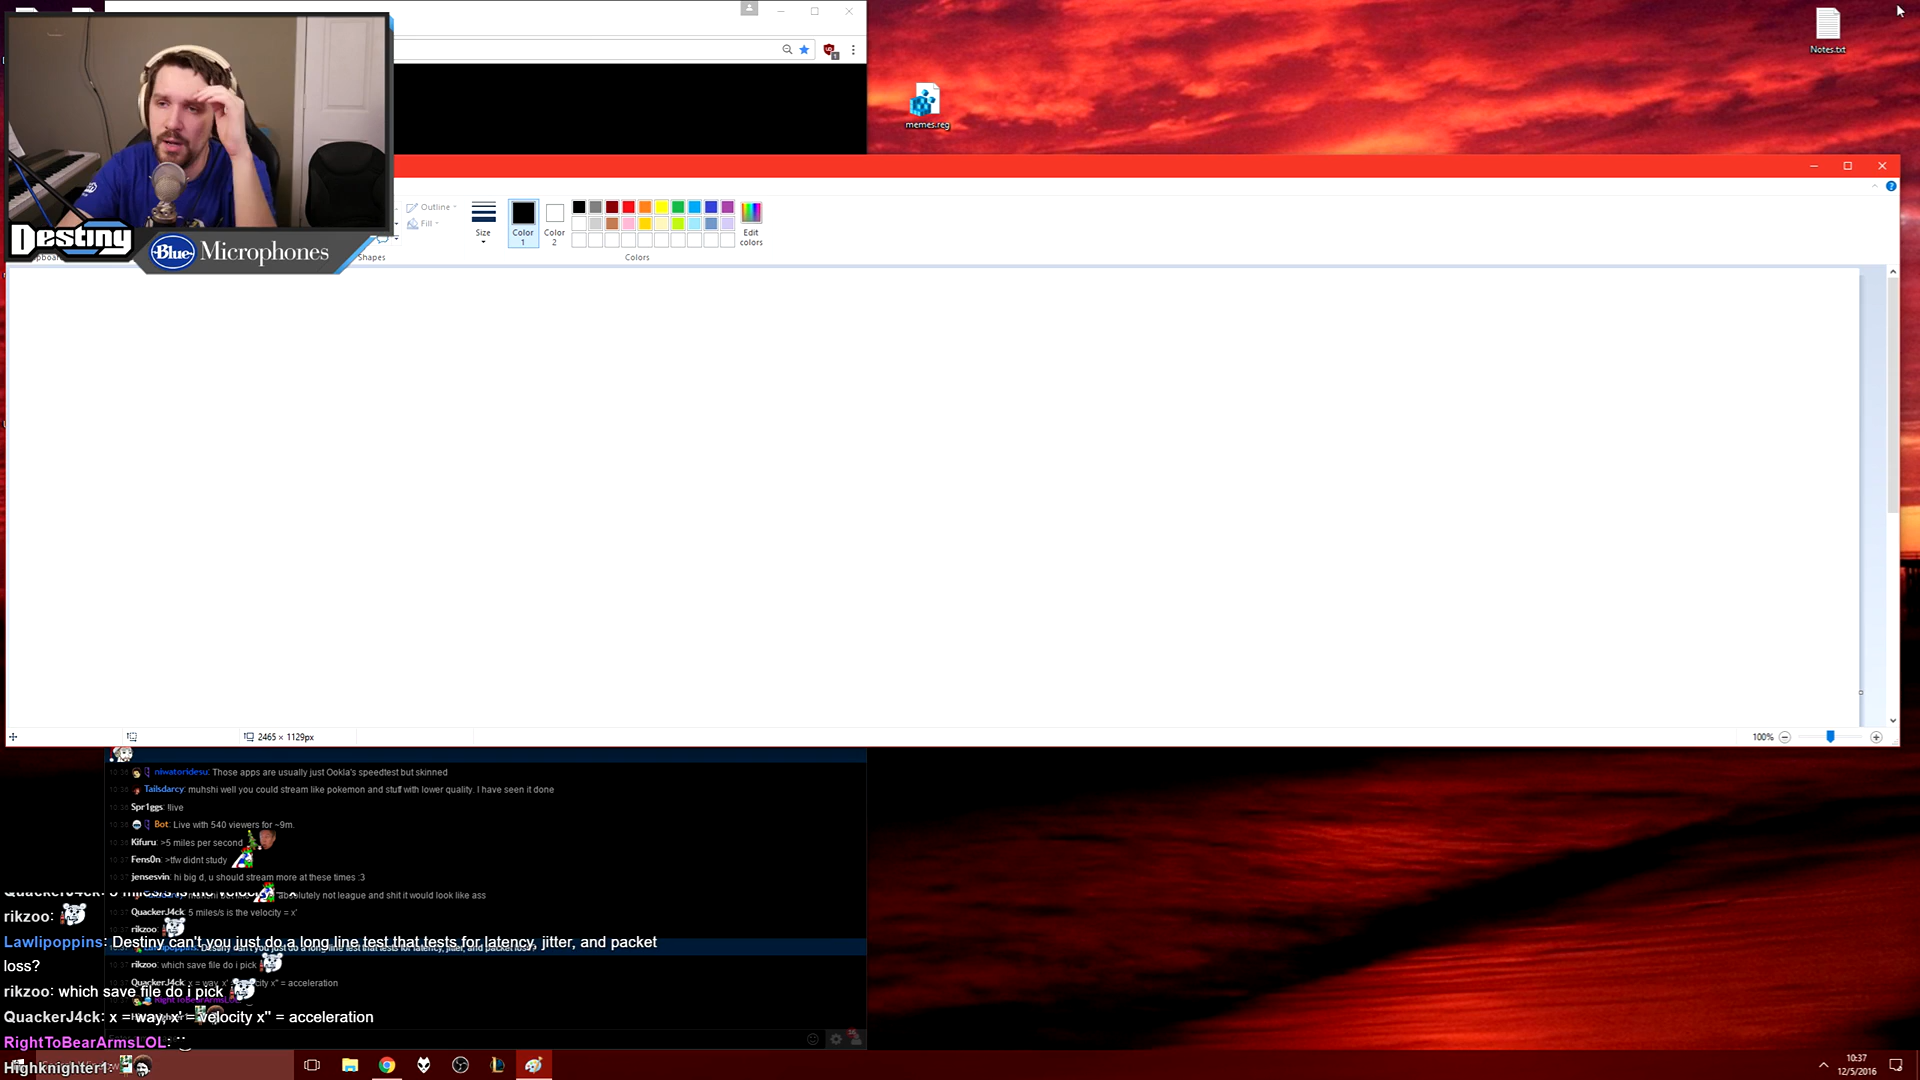 Notes.txt
memes.reg
Outline
Fill
Size
Color 1
Color 2
Edit colors
Shapes
Colors
Destiny
Blue Microphones
2465 × 1129px
100%
niwatoridesu: Those apps are usually just Ookla's speedtest but skinned
Tailsdarcy: muhshi well you could stream like pokemon and stuff with lower quality. I have seen it done
Spr1ggs: !live
Bot: Live with 540 viewers for ~9m.
Kifuru: >5 miles per second
Fens0n: >tfw didnt study
jensesvin: hi big d, u should stream more at these times :3
absolutely not league and shit it would look like ass
QuackerJ4ck: 5 miles/s is the velocity = x'
rikzoo:
rikzoo: which save file do i pick
rikzoo:
Lawlipoppins: Destiny can't you just do a long line test that tests for latency, jitter, and packet
loss?
rikzoo: which save file do i pick
QuackerJ4ck: x = way, x' = velocity x'' = acceleration
RightToBearArmsLOL:
Highknighter1:
10:37
12/5/2016